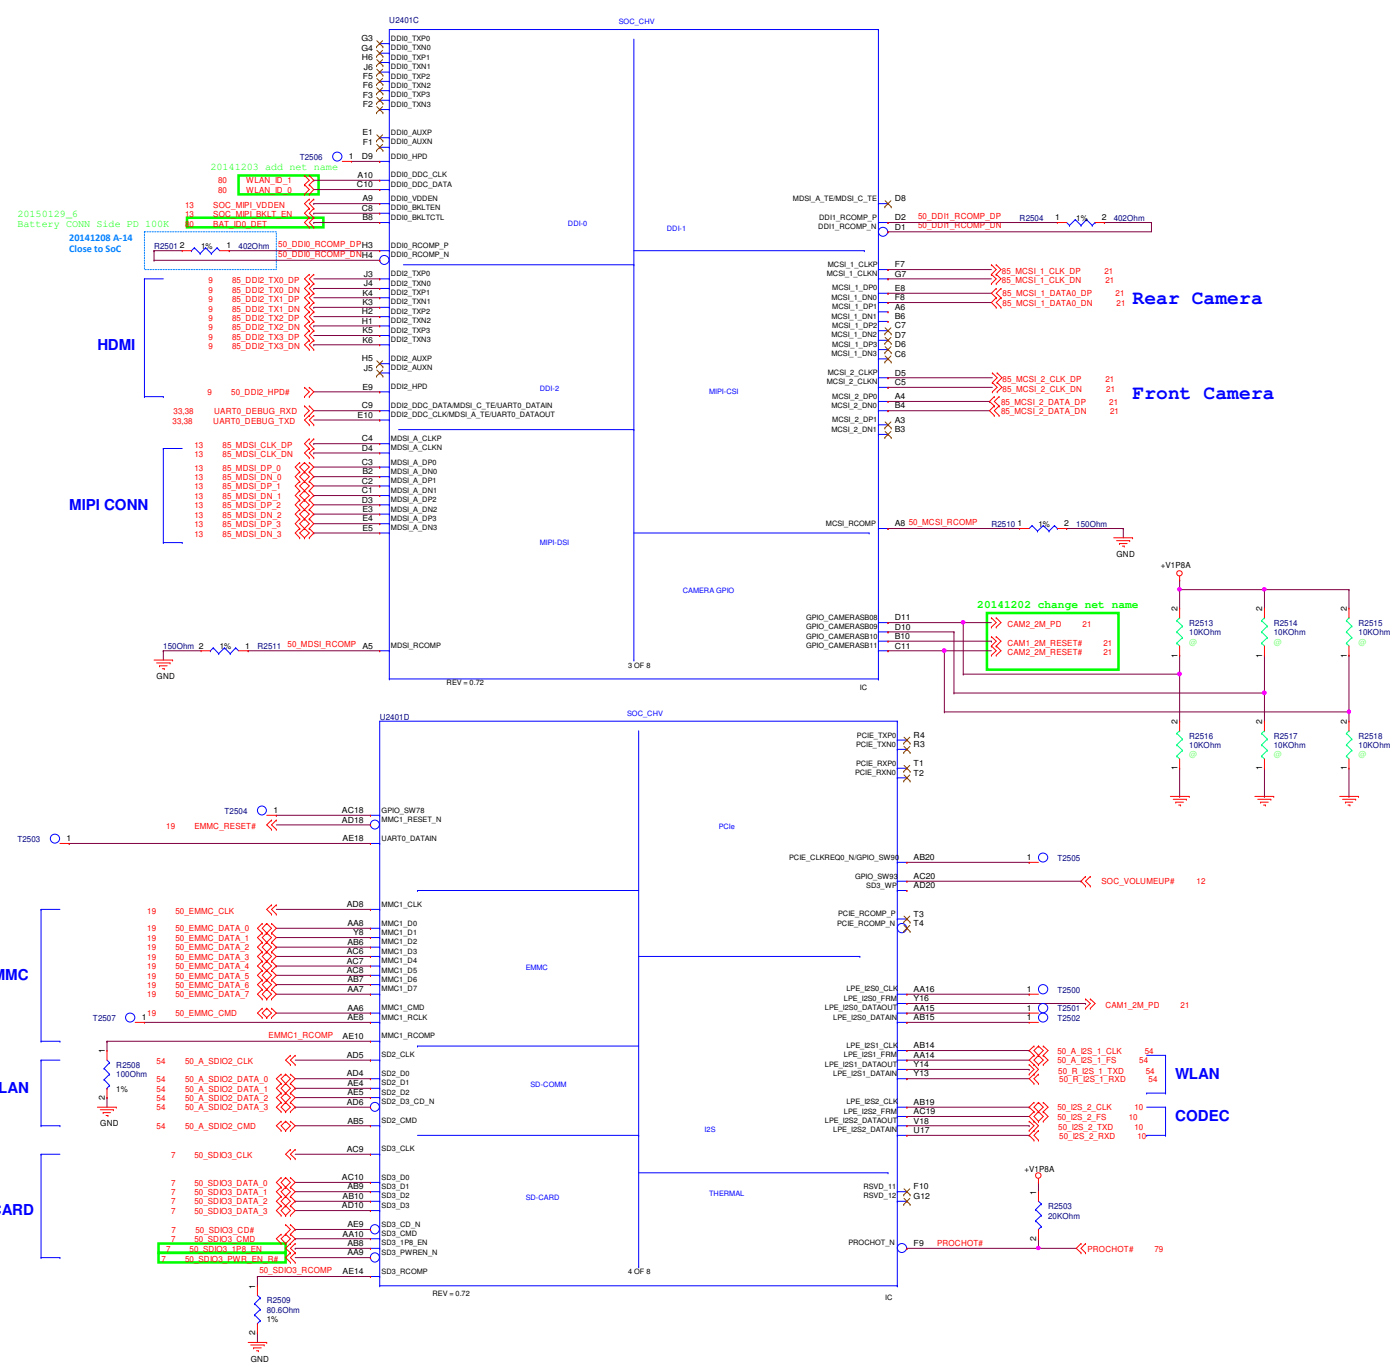 U2401C
SOC_CHV
G3 DDI0_TXP0
G4 DDI0_TXN0
H6 DDI0_TXP1
J6 DDI0_TXN1
F5 DDI0_TXP2
F6 DDI0_TXN2
F3 DDI0_TXP3
F2 DDI0_TXN3
E1 DDI0_AUXP
F1 DDI0_AUXN
T2506 1 D9 DDI0_HPD
20141203 add net name
80 WLAN_ID_1 A10 DDI0_DDC_CLK
80 WLAN_ID_0 C10 DDI0_DDC_DATA
13 SOC_MIPI_VDDEN A9 DDI0_VDDEN
13 SOC_MIPI_BKLT_EN C8 DDI0_BKLTEN
80 BAT_ID0_DET B8 DDI0_BKLTCTL
20150129_6
Battery CONN Side PD 100K
20141208 A-14
Close to SoC
R2501 2 1% 1 402Ohm 50_DDI0_RCOMP_DP H3 DDI0_RCOMP_P
50_DDI0_RCOMP_DN H4 DDI0_RCOMP_N
DDI-0
DDI-1
MDSI_A_TE/MDSI_C_TE D8
DDI1_RCOMP_P D2 50_DDI1_RCOMP_DP R2504 1 1% 2 402Ohm
DDI1_RCOMP_N D1 50_DDI1_RCOMP_DN
HDMI
9 85_DDI2_TX0_DP J3 DDI2_TXP0
9 85_DDI2_TX0_DN J4 DDI2_TXN0
9 85_DDI2_TX1_DP K4 DDI2_TXP1
9 85_DDI2_TX1_DN K3 DDI2_TXN1
9 85_DDI2_TX2_DP H2 DDI2_TXP2
9 85_DDI2_TX2_DN H1 DDI2_TXN2
9 85_DDI2_TX3_DP K5 DDI2_TXP3
9 85_DDI2_TX3_DN K6 DDI2_TXN3
H5 DDI2_AUXP
J5 DDI2_AUXN
9 50_DDI2_HPD# E9 DDI2_HPD
33,38 UART0_DEBUG_RXD C9 DDI2_DDC_DATA/MDSI_C_TE/UART0_DATAIN
33,38 UART0_DEBUG_TXD E10 DDI2_DDC_CLK/MDSI_A_TE/UART0_DATAOUT
DDI-2
MIPI-CSI
MCSI_1_CLKP F7 85_MCSI_1_CLK_DP 21
MCSI_1_CLKN G7 85_MCSI_1_CLK_DN 21
MCSI_1_DP0 E8 85_MCSI_1_DATA0_DP 21
MCSI_1_DN0 F8 85_MCSI_1_DATA0_DN 21
MCSI_1_DP1 A6
MCSI_1_DN1 B6
MCSI_1_DP2 C7
MCSI_1_DN2 D7
MCSI_1_DP3 D6
MCSI_1_DN3 C6
Rear Camera
MCSI_2_CLKP D5 85_MCSI_2_CLK_DP 21
MCSI_2_CLKN C5 85_MCSI_2_CLK_DN 21
MCSI_2_DP0 A4 85_MCSI_2_DATA_DP 21
MCSI_2_DN0 B4 85_MCSI_2_DATA_DN 21
MCSI_2_DP1 A3
MCSI_2_DN1 B3
Front Camera
MIPI CONN
13 85_MDSI_CLK_DP C4 MDSI_A_CLKP
13 85_MDSI_CLK_DN D4 MDSI_A_CLKN
13 85_MDSI_DP_0 C3 MDSI_A_DP0
13 85_MDSI_DN_0 B2 MDSI_A_DN0
13 85_MDSI_DP_1 C2 MDSI_A_DP1
13 85_MDSI_DN_1 C1 MDSI_A_DN1
13 85_MDSI_DP_2 D3 MDSI_A_DP2
13 85_MDSI_DN_2 E3 MDSI_A_DN2
13 85_MDSI_DP_3 E4 MDSI_A_DP3
13 85_MDSI_DN_3 E5 MDSI_A_DN3
MIPI-DSI
MCSI_RCOMP A8 50_MCSI_RCOMP R2510 1 1% 2 150Ohm
GND
CAMERA GPIO
20141202 change net name
GPIO_CAMERASB08 D11 CAM2_2M_PD 21
GPIO_CAMERASB09 D10
GPIO_CAMERASB10 B10 CAM1_2M_RESET# 21
GPIO_CAMERASB11 C11 CAM2_2M_RESET# 21
+V1P8A
2 R2513 10KOhm @ 1
2 R2514 10KOhm @ 1
2 R2515 10KOhm @ 1
2 R2516 10KOhm @ 1
2 R2517 10KOhm @ 1
2 R2518 10KOhm @ 1
150Ohm 2 1% 1 R2511 50_MDSI_RCOMP A5 MDSI_RCOMP
GND
3 OF 8
REV = 0.72
IC
U2401D
SOC_CHV
PCIE_TXP0 R4
PCIE_TXN0 R3
PCIE_RXP0 T1
PCIE_RXN0 T2
T2504 1 AC18 GPIO_SW78
19 EMMC_RESET# AD18 MMC1_RESET_N
T2503 1 AE18 UART0_DATAIN
PCIe
PCIE_CLKREQ0_N/GPIO_SW90 AB20 1 T2505
GPIO_SW93 AC20 SOC_VOLUMEUP# 12
SD3_WP AD20
PCIE_RCOMP_P T3
PCIE_RCOMP_N T4
MMC
19 50_EMMC_CLK AD8 MMC1_CLK
19 50_EMMC_DATA_0 AA8 MMC1_D0
19 50_EMMC_DATA_1 Y8 MMC1_D1
19 50_EMMC_DATA_2 AB6 MMC1_D2
19 50_EMMC_DATA_3 AC6 MMC1_D3
19 50_EMMC_DATA_4 AC7 MMC1_D4
19 50_EMMC_DATA_5 AC8 MMC1_D5
19 50_EMMC_DATA_6 AB7 MMC1_D6
19 50_EMMC_DATA_7 AA7 MMC1_D7
19 50_EMMC_CMD AA6 MMC1_CMD
T2507 1 AE8 MMC1_RCLK
EMMC1_RCOMP AE10 MMC1_RCOMP
EMMC
1 R2508 100Ohm 1% 2
GND
LPE_I2S0_CLK AA16 1 T2500
LPE_I2S0_FRM Y16 CAM1_2M_PD 21
LPE_I2S0_DATAOUT AA15 1 T2501
LPE_I2S0_DATAIN AB15 1 T2502
LPE_I2S1_CLK AB14 50_A_I2S_1_CLK 54
LPE_I2S1_FRM AA14 50_A_I2S_1_FS 54
LPE_I2S1_DATAOUT Y14 50_R_I2S_1_TXD 54
LPE_I2S1_DATAIN Y13 50_R_I2S_1_RXD 54
WLAN
LPE_I2S2_CLK AB19 50_I2S_2_CLK 10
LPE_I2S2_FRM AC19 50_I2S_2_FS 10
LPE_I2S2_DATAOUT V18 50_I2S_2_TXD 10
LPE_I2S2_DATAIN U17 50_I2S_2_RXD 10
CODEC
I2S
LAN
54 50_A_SDIO2_CLK AD5 SD2_CLK
54 50_A_SDIO2_DATA_0 AD4 SD2_D0
54 50_A_SDIO2_DATA_1 AE4 SD2_D1
54 50_A_SDIO2_DATA_2 AE5 SD2_D2
54 50_A_SDIO2_DATA_3 AD6 SD2_D3_CD_N
54 50_A_SDIO2_CMD AB5 SD2_CMD
SD-COMM
CARD
7 50_SDIO3_CLK AC9 SD3_CLK
7 50_SDIO3_DATA_0 AC10 SD3_D0
7 50_SDIO3_DATA_1 AB9 SD3_D1
7 50_SDIO3_DATA_2 AB10 SD3_D2
7 50_SDIO3_DATA_3 AD10 SD3_D3
7 50_SDIO3_CD# AE9 SD3_CD_N
7 50_SDIO3_CMD AA10 SD3_CMD
7 50_SDIO3_1P8_EN AB8 SD3_1P8_EN
7 50_SDIO3_PWR_EN_R# AA9 SD3_PWREN_N
50_SDIO3_RCOMP AE14 SD3_RCOMP
SD-CARD
THERMAL
RSVD_11 F10
RSVD_12 G12
+V1P8A
1 R2503 20KOhm 2
PROCHOT_N F9 PROCHOT# PROCHOT# 79
1 R2509 80.6Ohm 1% 2
GND
4 OF 8
REV = 0.72
IC